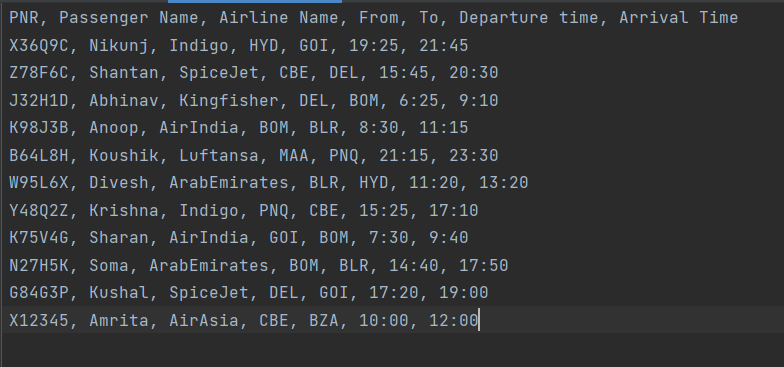 PNR, Passenger Name, Airline Name, From, To, Departure time, Arrival Time
X36Q9C, Nikunj, Indigo, HYD, GOI, 19:25, 21:45
Z78F6C, Shantan, SpiceJet, CBE, DEL, 15:45, 20:30
J32H1D, Abhinav, Kingfisher, DEL, BOM, 6:25, 9:10
K98J3B, Anoop, AirIndia, BOM, BLR, 8:30, 11:15
B64L8H, Koushik, Luftansa, MAA, PNQ, 21:15, 23:30
W95L6X, Divesh, ArabEmirates, BLR, HYD, 11:20, 13:20
Y48Q2Z, Krishna, Indigo, PNQ, CBE, 15:25, 17:10
K75V4G, Sharan, AirIndia, GOI, BOM, 7:30, 9:40
N27H5K, Soma, ArabEmirates, BOM, BLR, 14:40, 17:50
G84G3P, Kushal, SpiceJet, DEL, GOI, 17:20, 19:00
X12345, Amrita, AirAsia, CBE, BZA, 10:00, 12:00